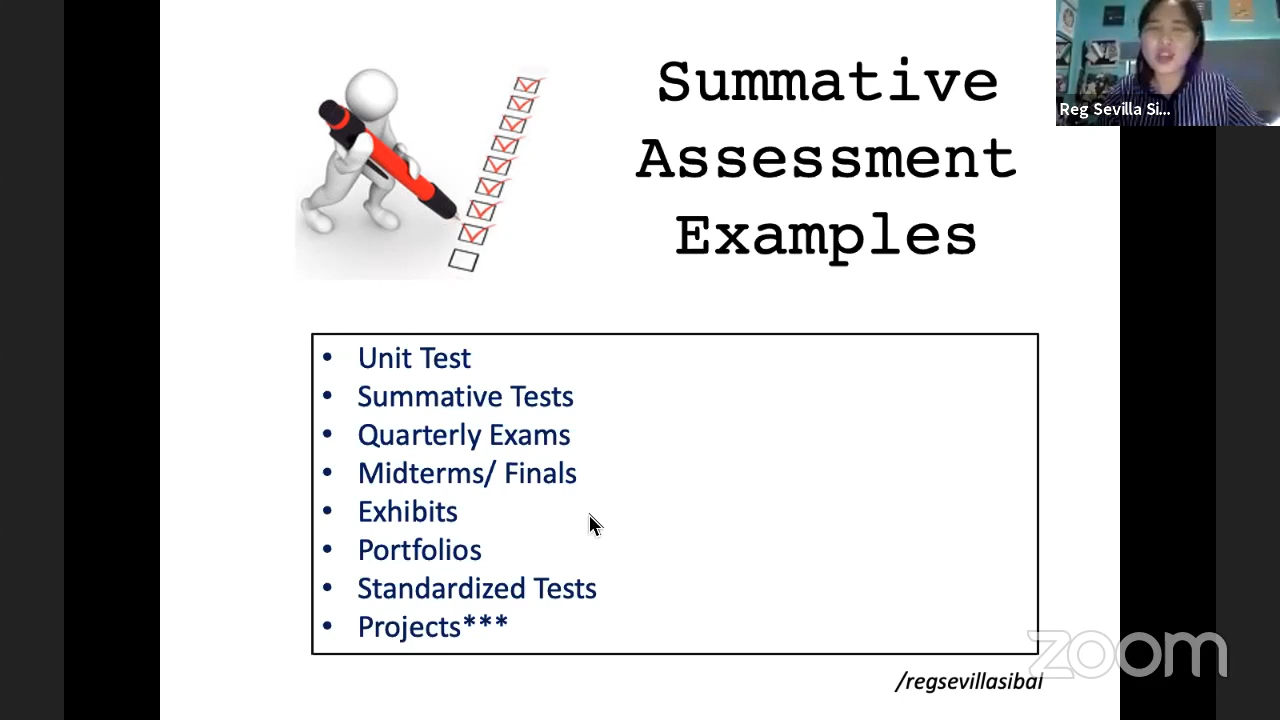 Summative
Assessment
Examples
Reg Sevilla Si...
• Unit Test
• Summative Tests
• Quarterly Exams
• Midterms/ Finals
• Exhibits
• Portfolios
• Standardized Tests
• Projects***
/regsevillasibal
zoom